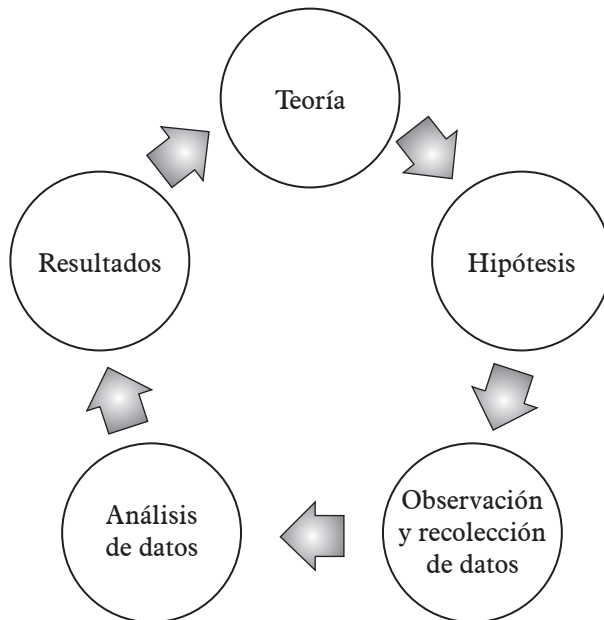 Teoría
Hipótesis
Observación
y recolección
de datos
Análisis
de datos
Resultados